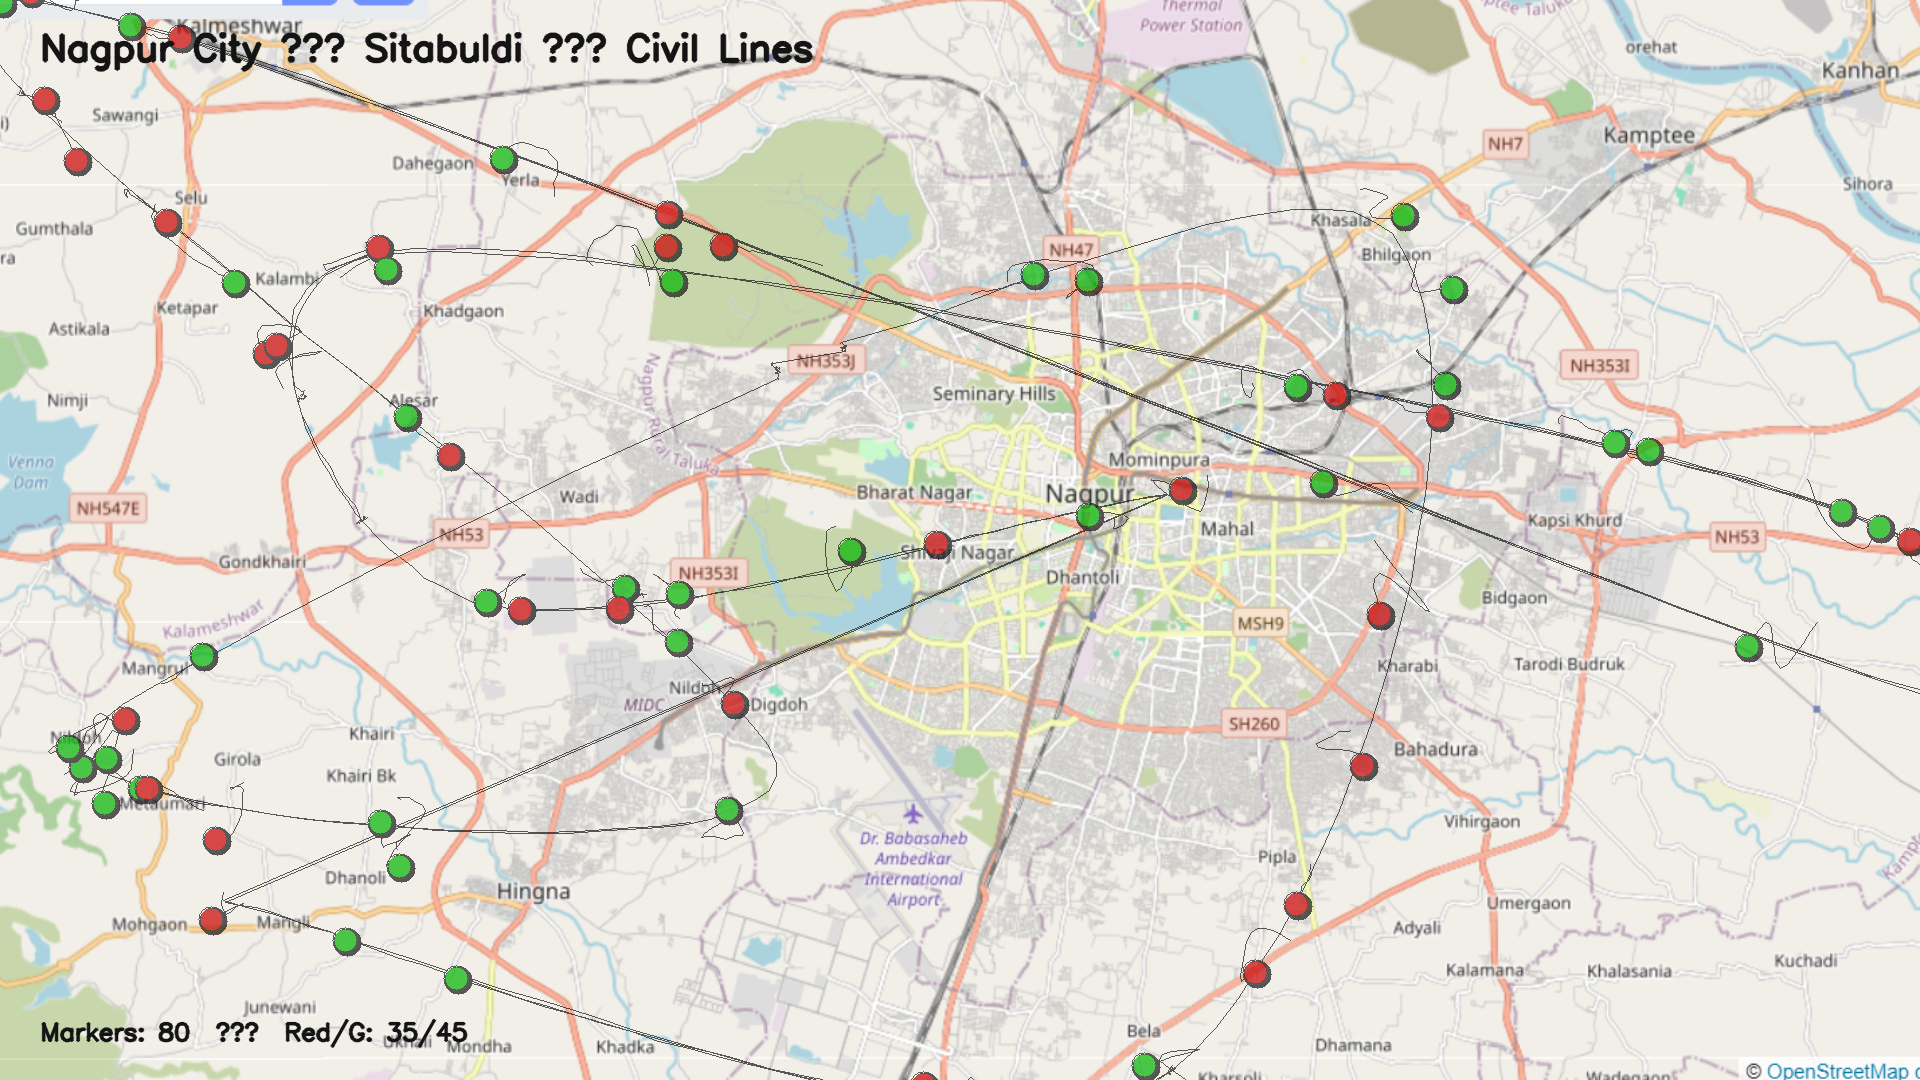 Thermal
Power Station
orehat
Kalmeshwar
Nagpur City ??? Sitabuldi ??? Civil Lines
Kanhan
Sawangi
Kamptee
NH7
Dahegaon
Yerla
Sihora
Selu
Khasala
Gumthala
NH47
Bhilgaon
Kalambi
Ketapar
Khadgaon
Astikala
NH353J
NH353I
Seminary Hills
Nimji
Alesar
Nagpur Rural Taluka
Mominpura
Venna
Dam
Wadi
Bharat Nagar
Nagpur
NH547E
Kapsi Khurd
Mahal
NH53
NH53
Shivaji Nagar
Gondkhairi
NH353I
Dhantoli
Bidgaon
Kalameshwar
MSH9
Mangrul
Kharabi
Tarodi Budruk
Nildoh
MIDC
Digdoh
SH260
Nildoh
Khairi
Bahadura
Girola
Khairi Bk
Metaumari
Vihirgaon
Dr. Babasaheb
Ambedkar
International
Airport
Pipla
Dhanoli
Hingna
Umergaon
Mohgaon
Mangli
Adyali
Kuchadi
Kalamana
Khalasania
Junewani
Markers: 80 ??? Red/G: 35/45
Bela
Mondha
Khadka
Dhamana
Kharsoli
Wadegaon
© OpenStreetMap c